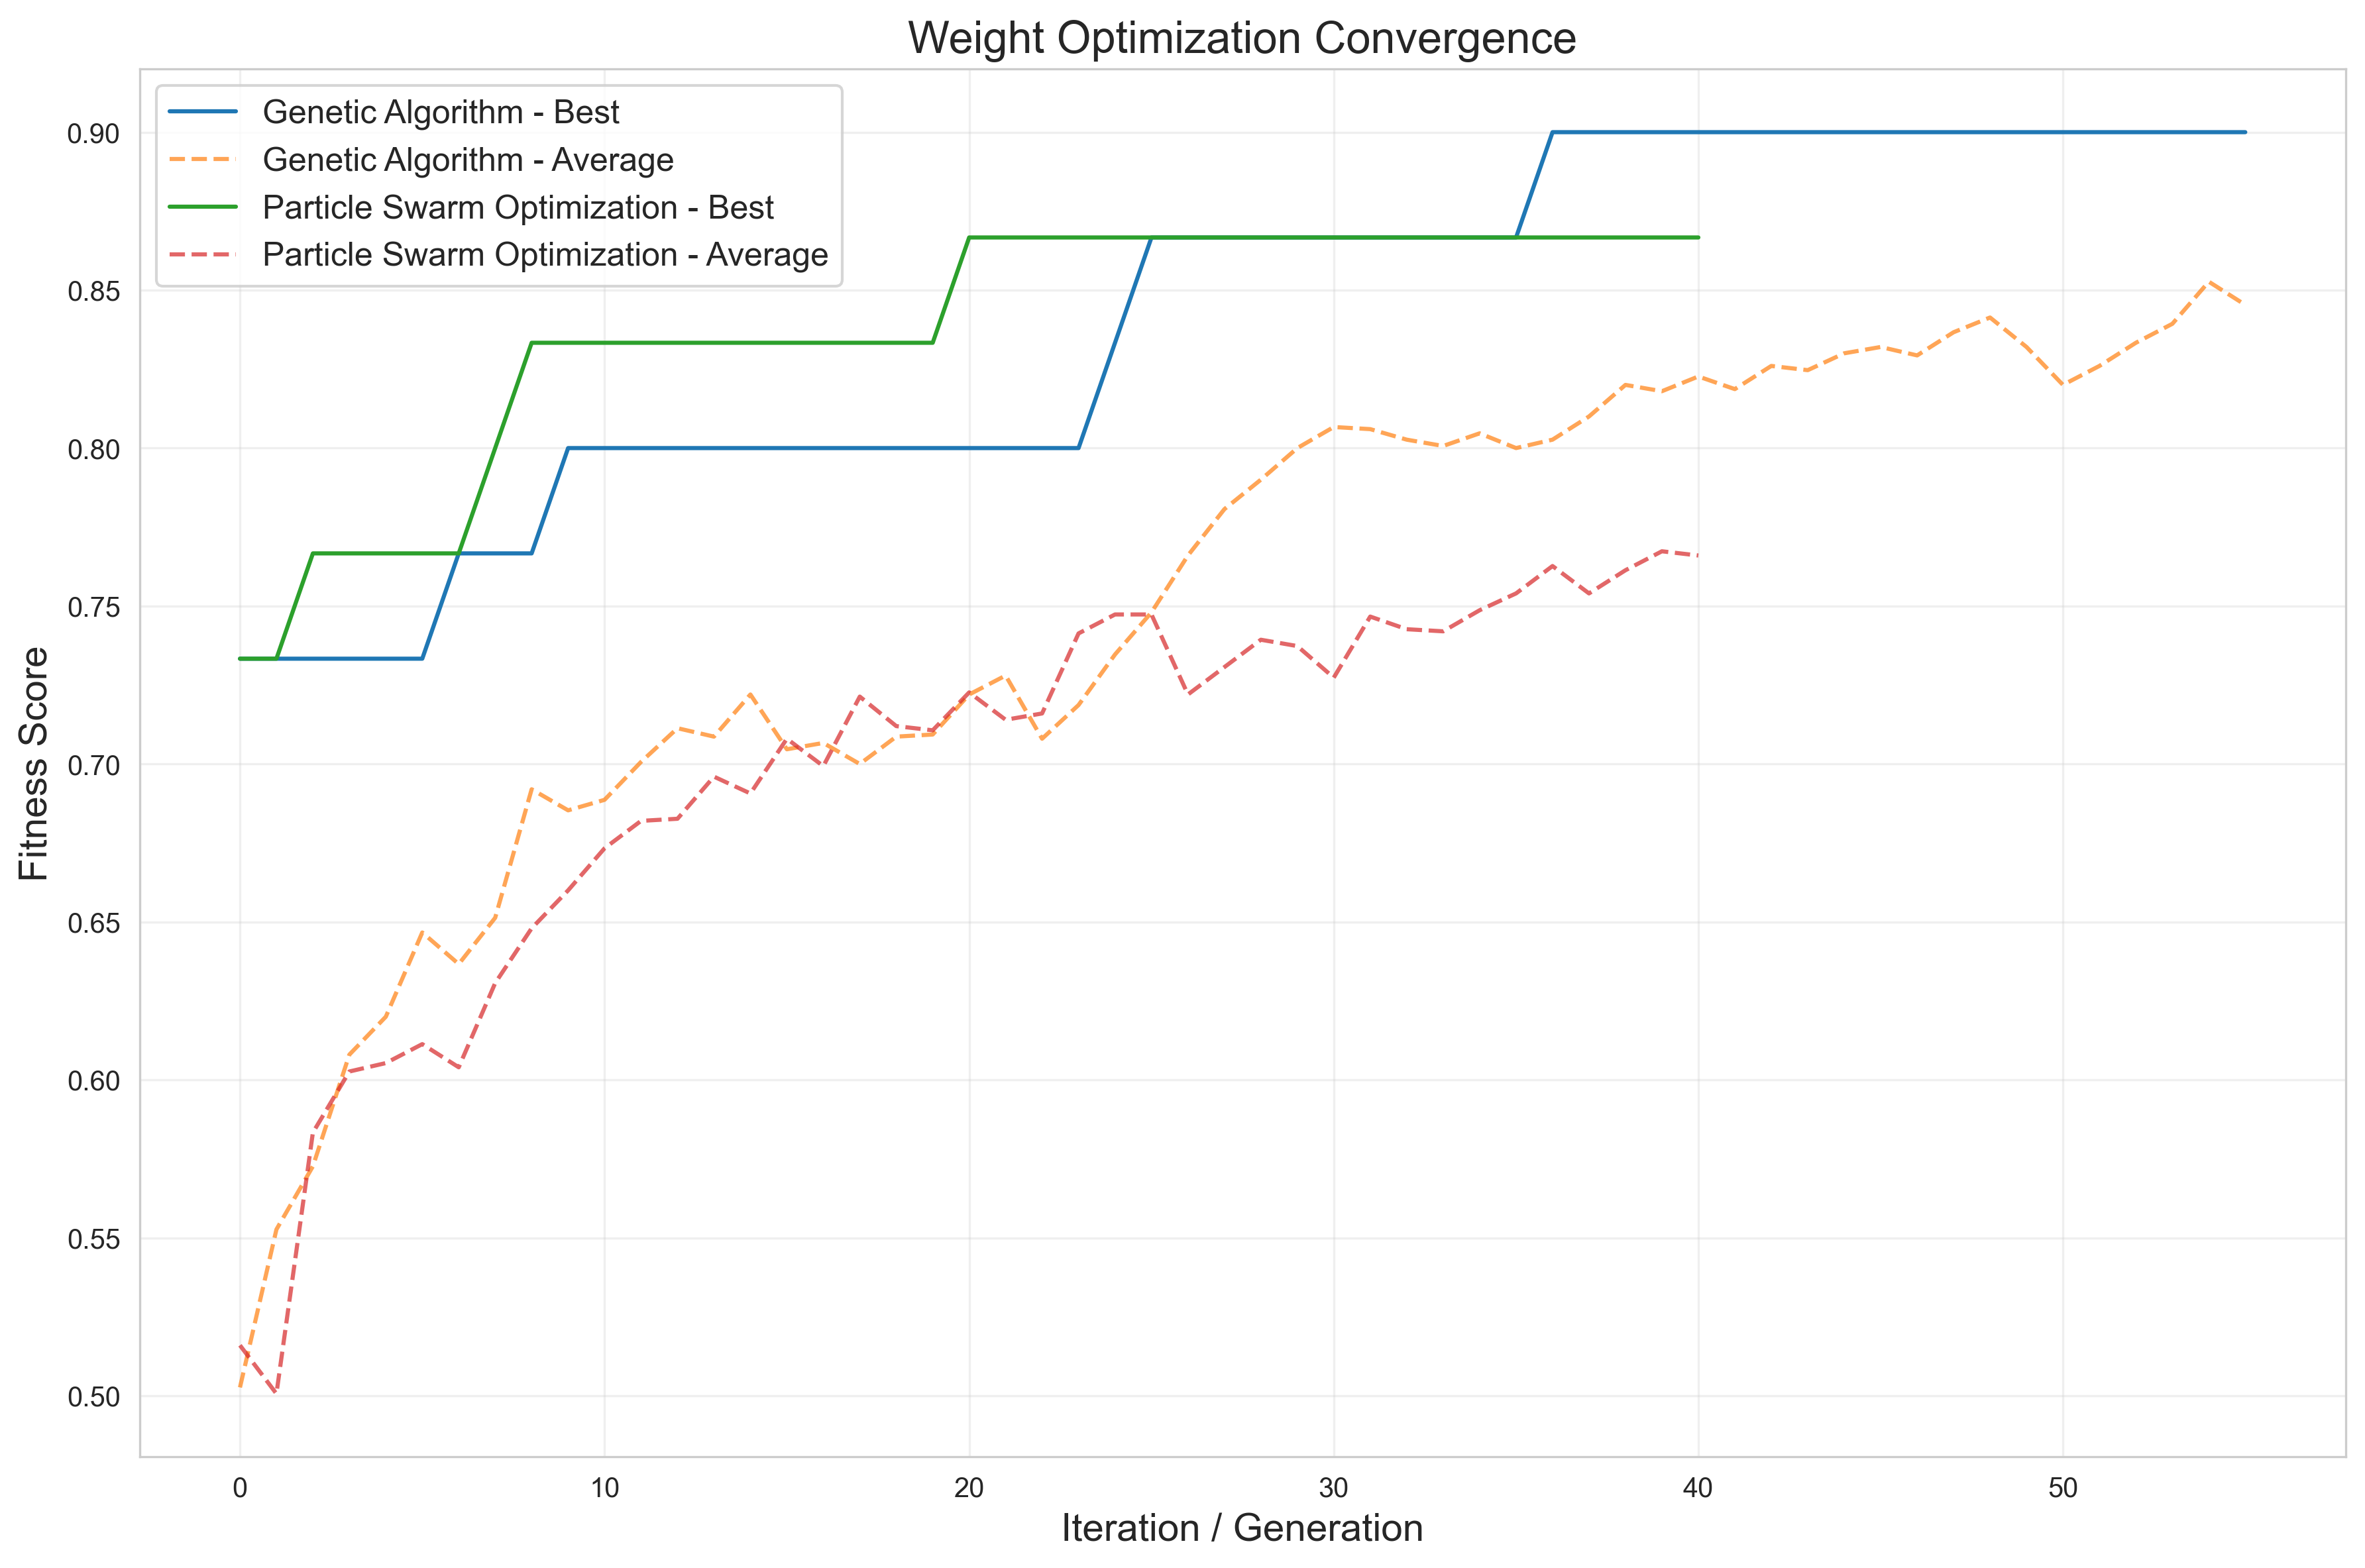 Weight Optimization Convergence
Genetic Algorithm - Best
Genetic Algorithm - Average
Particle Swarm Optimization - Best
Particle Swarm Optimization - Average
Fitness Score
0.90
0.85
0.80
0.75
0.70
0.65
0.60
0.55
0.50
0 10 20 30 40 50
Iteration / Generation